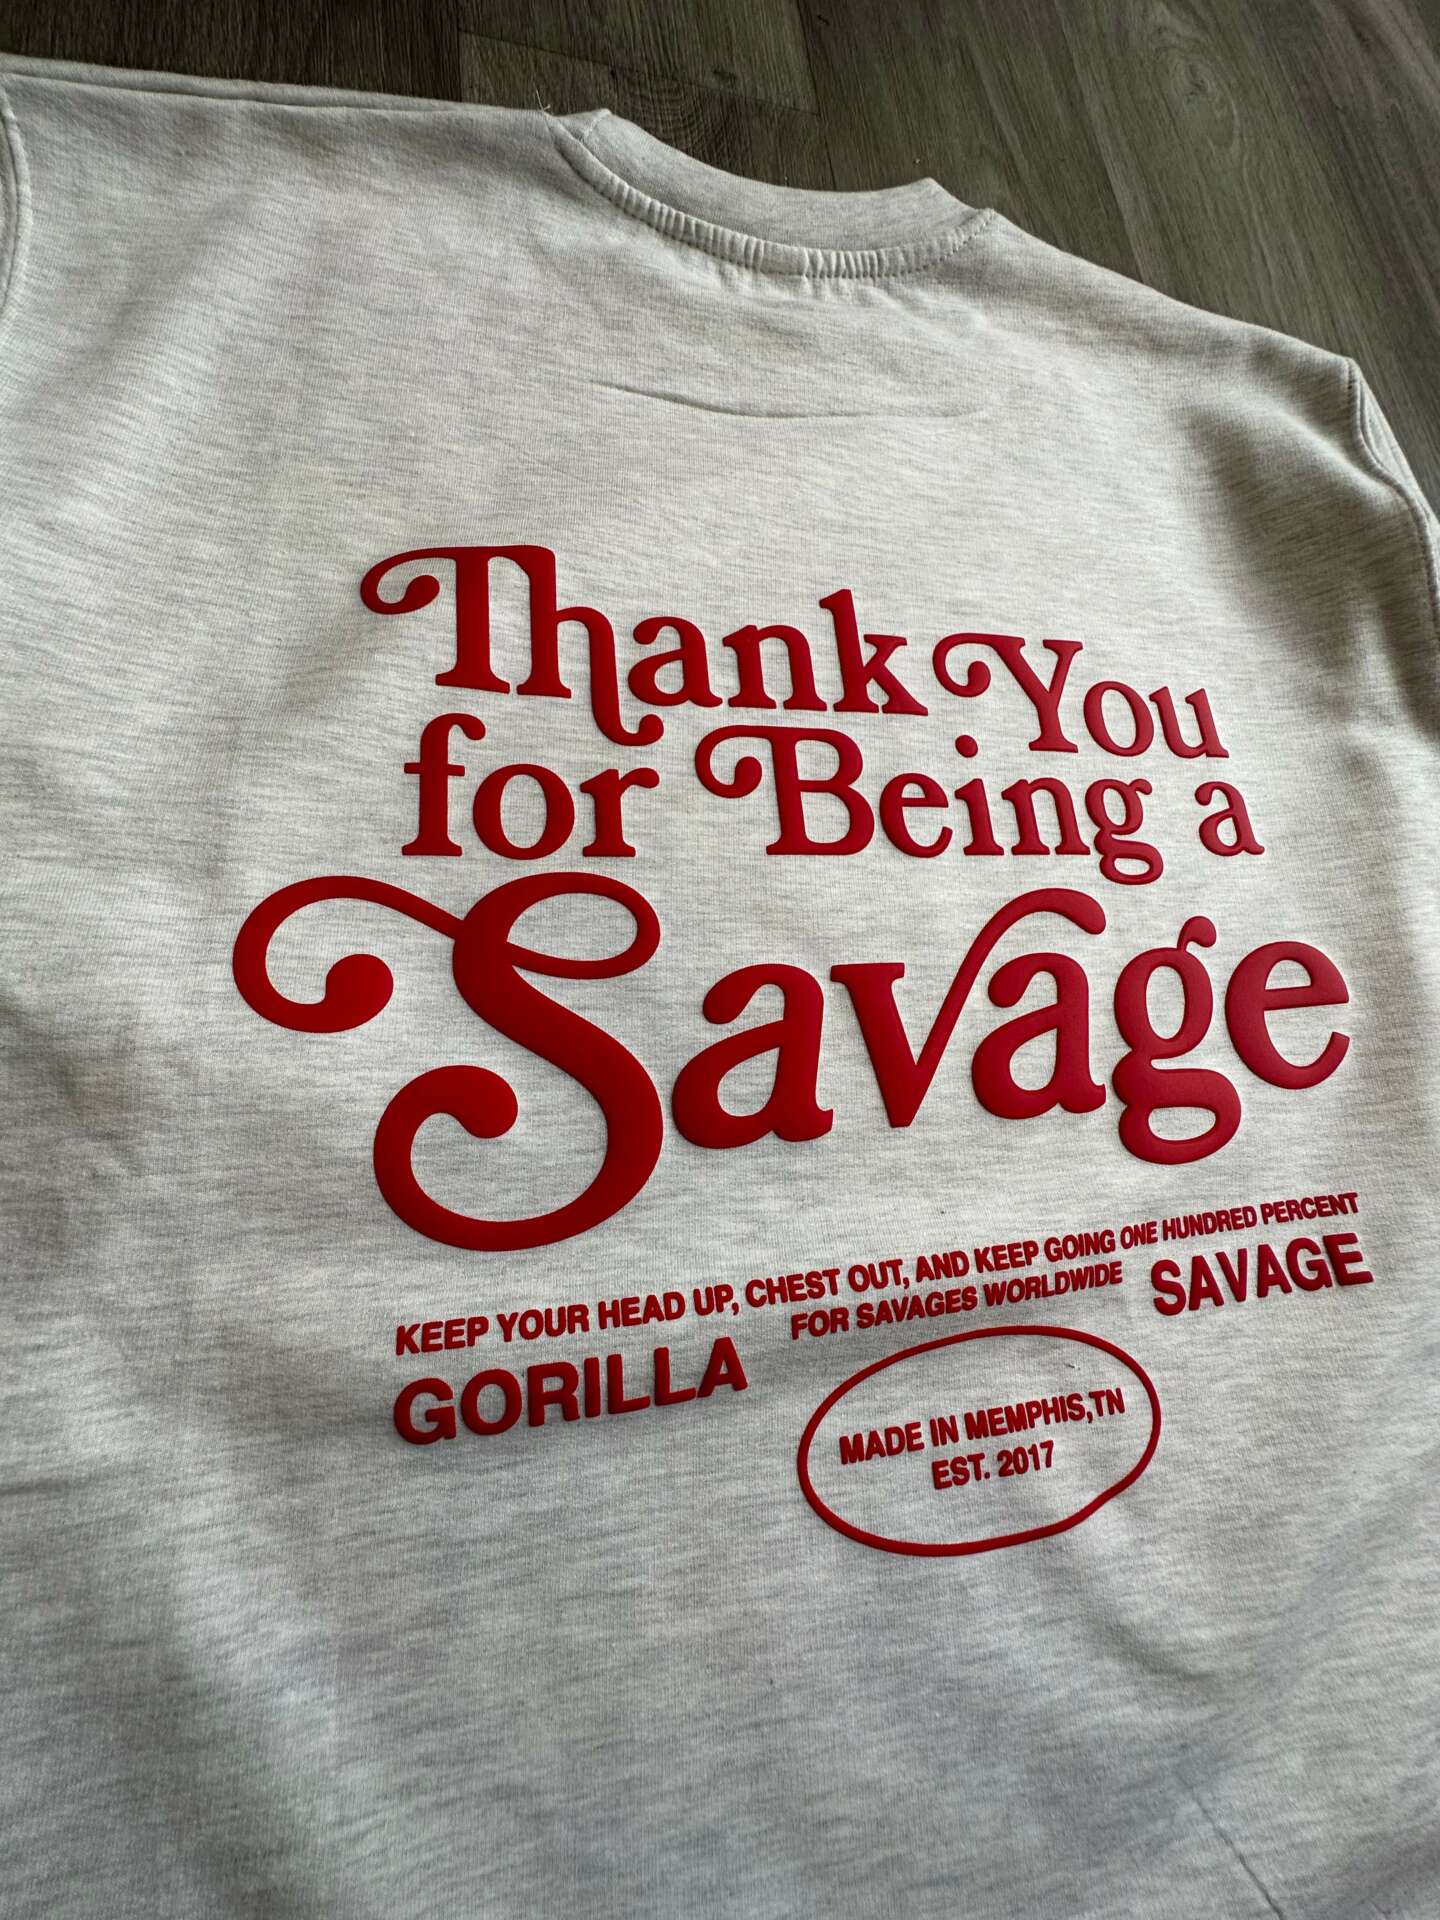 Thank You
for Being a
Savage
KEEP YOUR HEAD UP, CHEST OUT, AND KEEP GOING ONE HUNDRED PERCENT
GORILLA FOR SAVAGES WORLDWIDE SAVAGE
MADE IN MEMPHIS,TN
EST. 2017